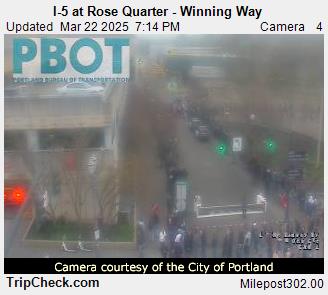 I-5 at Rose Quarter - Winning Way
Updated Mar 22 2025 7:14 PM Camera 4
PBOT
PORTLAND BUREAU OF TRANSPORTATION
Camera courtesy of the City of Portland
TripCheck.com Milepost302.00